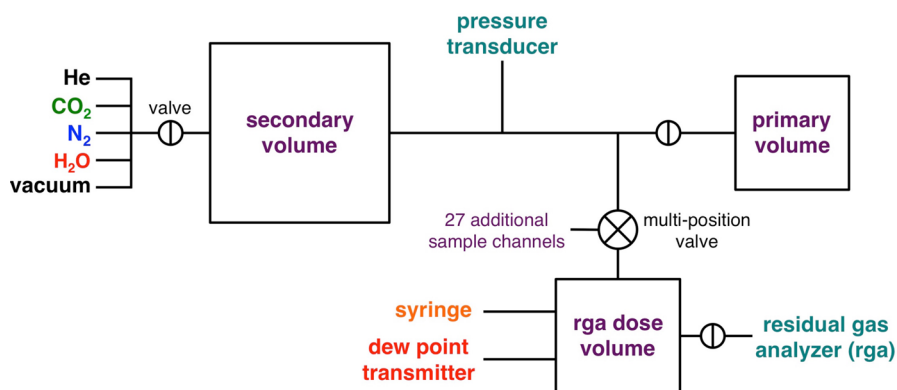 pressure
transducer
He
CO₂
N₂
H₂O
vacuum
valve
secondary
volume
primary
volume
27 additional
sample channels
multi-position
valve
syringe
dew point
transmitter
rga dose
volume
residual gas
analyzer (rga)